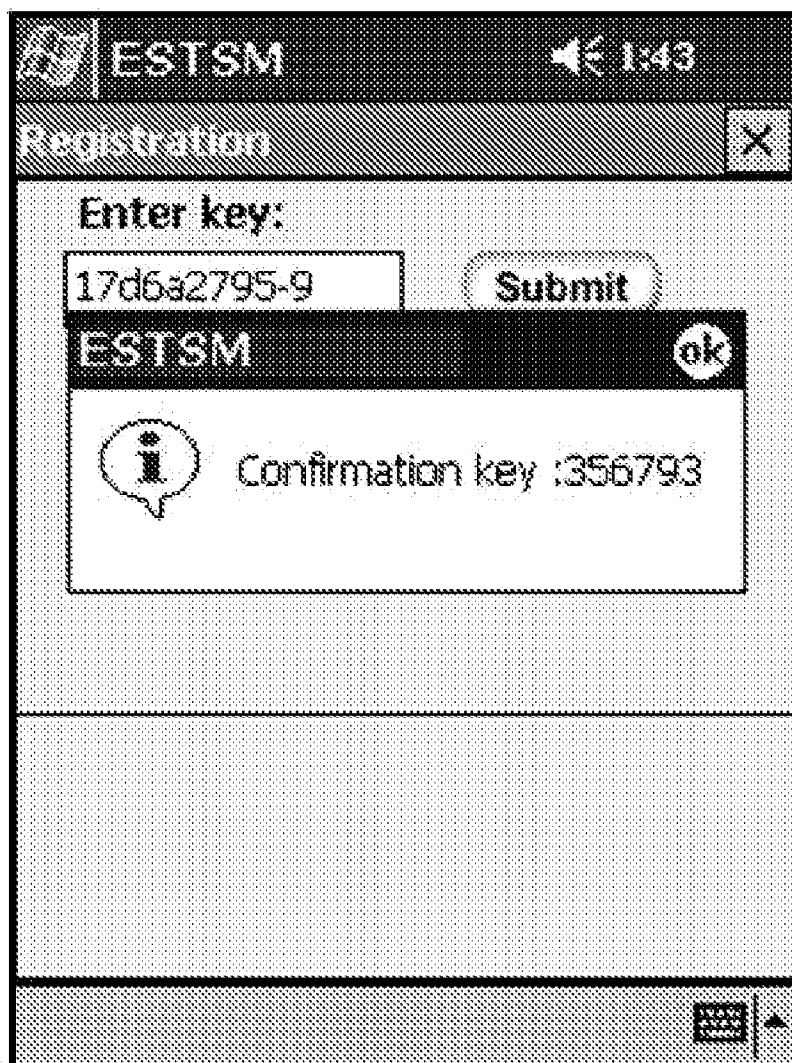 ESTSM 1:43
Registration
Enter key:
17d6a2795-9 Submit
ESTSM ok
Confirmation key :356793